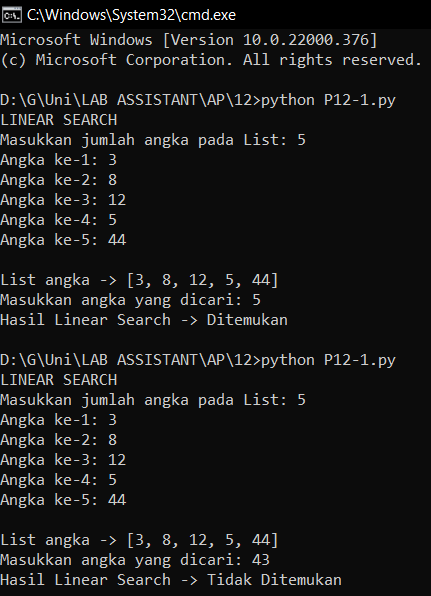 C:\Windows\System32\cmd.exe
Microsoft Windows [Version 10.0.22000.376]
(c) Microsoft Corporation. All rights reserved.
D:\G\Uni\LAB ASSISTANT\AP\12>python P12-1.py
LINEAR SEARCH
Masukkan jumlah angka pada List: 5
Angka ke-1: 3
Angka ke-2: 8
Angka ke-3: 12
Angka ke-4: 5
Angka ke-5: 44
List angka -> [3, 8, 12, 5, 44]
Masukkan angka yang dicari: 5
Hasil Linear Search -> Ditemukan
D:\G\Uni\LAB ASSISTANT\AP\12>python P12-1.py
LINEAR SEARCH
Masukkan jumlah angka pada List: 5
Angka ke-1: 3
Angka ke-2: 8
Angka ke-3: 12
Angka ke-4: 5
Angka ke-5: 44
List angka -> [3, 8, 12, 5, 44]
Masukkan angka yang dicari: 43
Hasil Linear Search -> Tidak Ditemukan